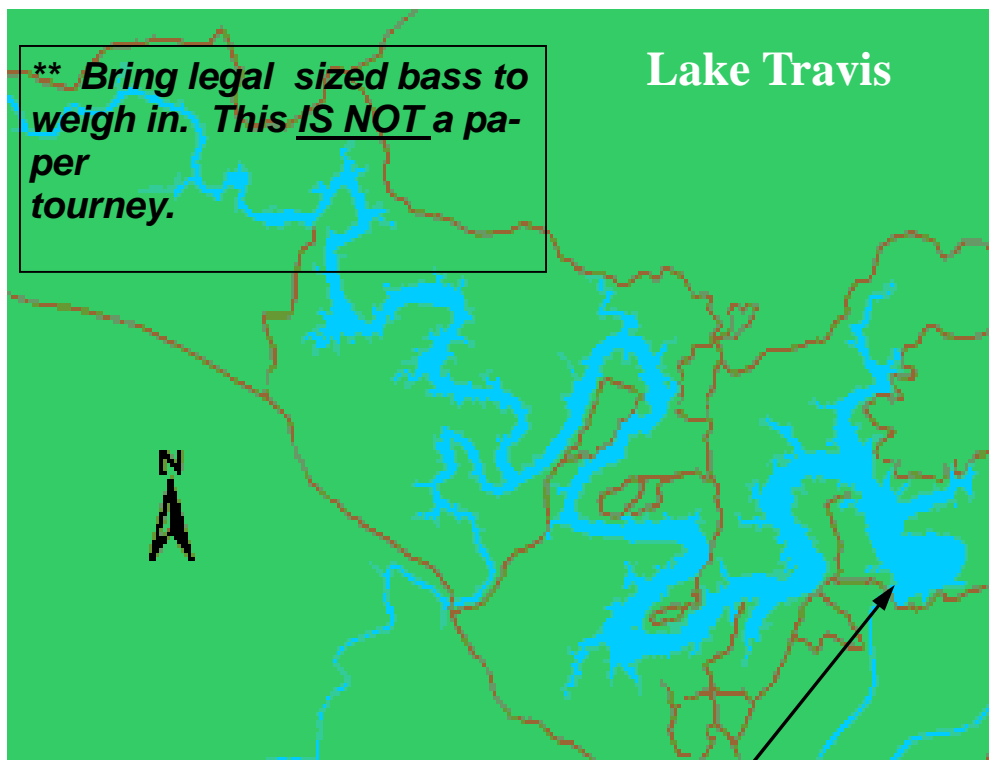 Lake Travis
** Bring legal sized bass to
weigh in. This IS NOT a pa-
per
tourney.
N